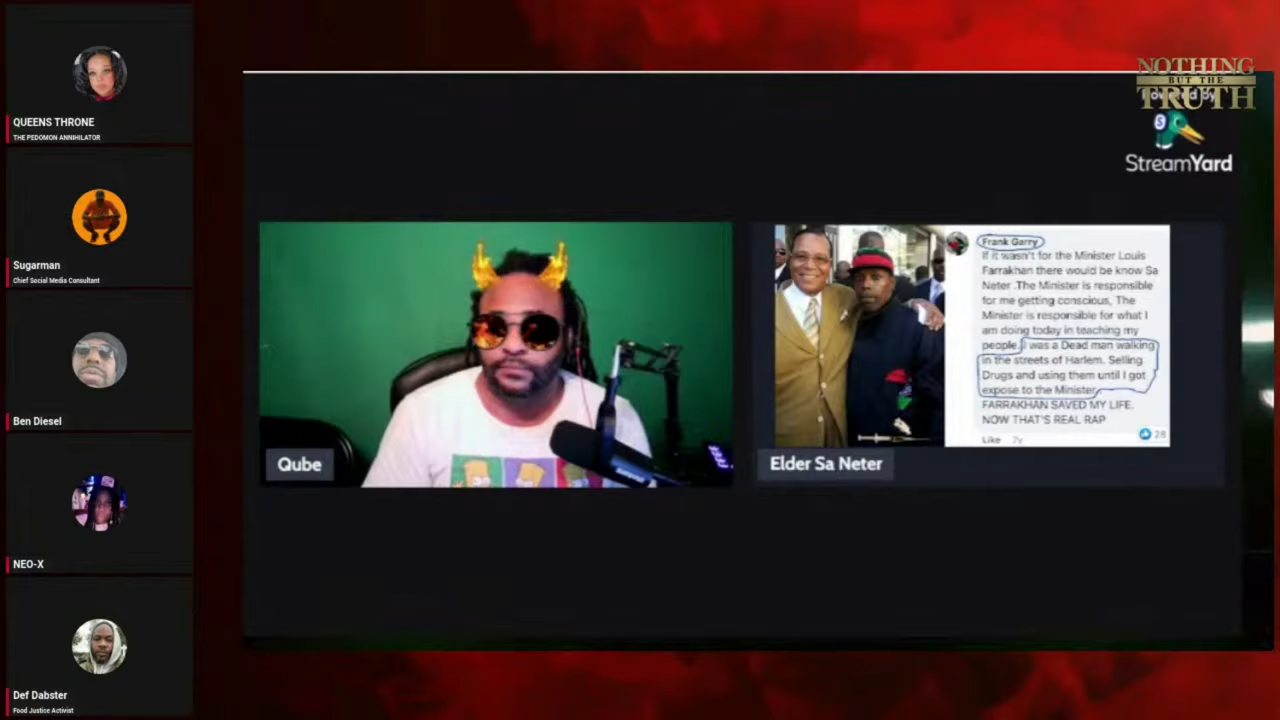 QUEENS THRONE
THE PEDOMON ANNIHILATOR
Sugarman
Chief Social Media Consultant
Ben Diesel
NEO-X
Def Dabster
Food Justice Activist
NOTHING
BUT THE
TRUTH
Powered by
StreamYard
Qube
Elder Sa Neter
Frank Garry
If it wasn't for the Minister Louis
Farrakhan there would be know Sa
Neter .The Minister is responsible
for me getting conscious, The
Minister is responsible for what I
am doing today in teaching my
people. I was a Dead man walking
in the streets of Harlem. Selling
Drugs and using them until I got
expose to the Minister.
FARRAKHAN SAVED MY LIFE.
NOW THAT'S REAL RAP
Like 7y
28